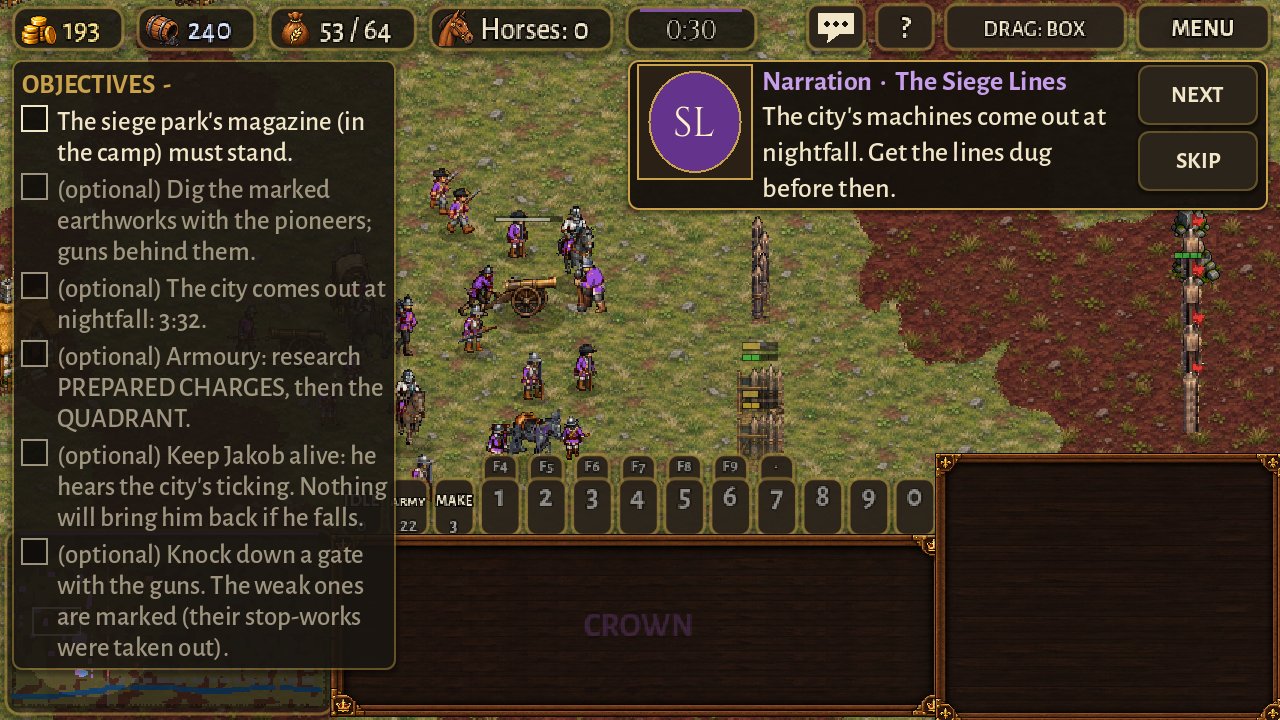 193
240
53 / 64
Horses: 0
0:30
?
DRAG: BOX
MENU
OBJECTIVES -
The siege park's magazine (in
the camp) must stand.
(optional) Dig the marked
earthworks with the pioneers;
guns behind them.
(optional) The city comes out at
nightfall: 3:32.
(optional) Armoury: research
PREPARED CHARGES, then the
QUADRANT.
(optional) Keep Jakob alive: he
hears the city's ticking. Nothing
will bring him back if he falls.
(optional) Knock down a gate
with the guns. The weak ones
are marked (their stop-works
were taken out).
SL
Narration · The Siege Lines
The city's machines come out at
nightfall. Get the lines dug
before then.
NEXT
SKIP
F4 F5 F6 F7 F8 F9
MAKE 1 2 3 4 5 6 7 8 9 0
22 3
CROWN